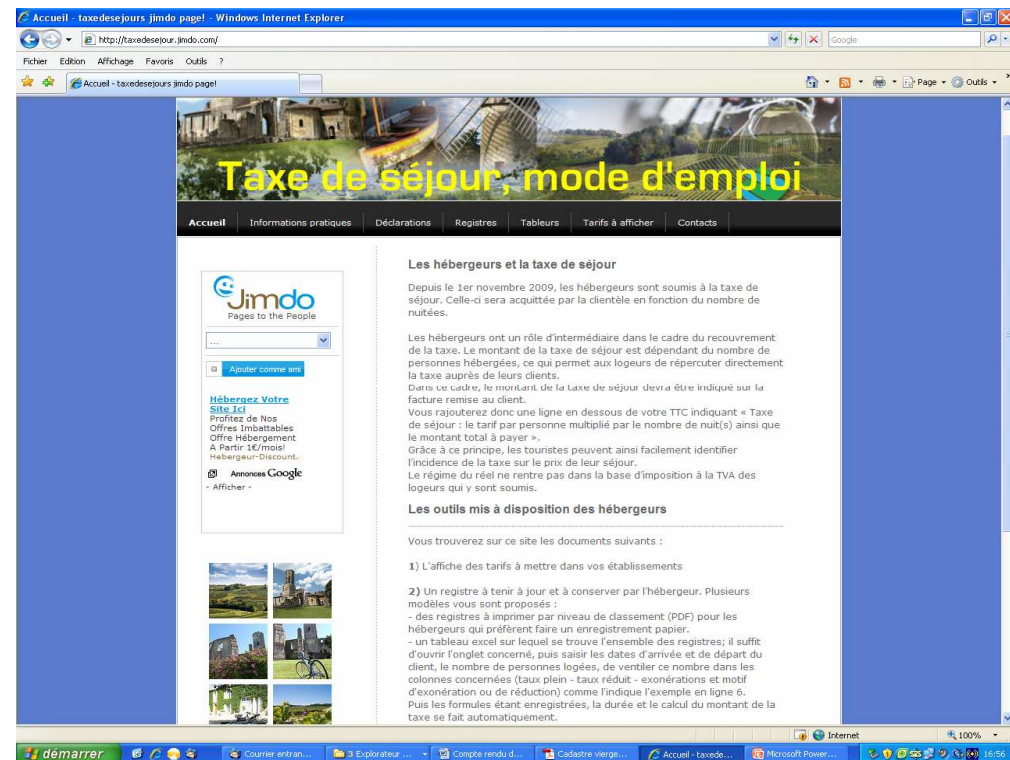 Accueil - taxedesejours jimdo page! - Windows Internet Explorer
http://taxedesejour.jimdo.com/
Google
Fichier Edition Affichage Favoris Outils ?
Accueil - taxedesejours jimdo page!
Page Outils
Taxe de séjour, mode d'emploi
Accueil Informations pratiques Déclarations Registres Tableurs Tarifs à afficher Contacts
Jimdo
Pages to the People
...
Ajouter comme ami
Hébergez Votre
Site Ici
Profitez de Nos
Offres Imbattables
Offre Hébergement
A Partir 1€/mois!
Hebergeur-Discount.
Annonces Google
- Afficher -
Les hébergeurs et la taxe de séjour
Depuis le 1er novembre 2009, les hébergeurs sont soumis à la taxe de
séjour. Celle-ci sera acquittée par la clientèle en fonction du nombre de
nuitées.
Les hébergeurs ont un rôle d'intermédiaire dans le cadre du recouvrement
de la taxe. Le montant de la taxe de séjour est dépendant du nombre de
personnes hébergées, ce qui permet aux logeurs de répercuter directement
la taxe auprès de leurs clients.
Dans ce cadre, le montant de la taxe de séjour devra être indiqué sur la
facture remise au client.
Vous rajouterez donc une ligne en dessous de votre TTC indiquant « Taxe
de séjour : le tarif par personne multiplié par le nombre de nuit(s) ainsi que
le montant total à payer ».
Grâce à ce principe, les touristes peuvent ainsi facilement identifier
l'incidence de la taxe sur le prix de leur séjour.
Le régime du réel ne rentre pas dans la base d'imposition à la TVA des
logeurs qui y sont soumis.
Les outils mis à disposition des hébergeurs
Vous trouverez sur ce site les documents suivants :
1) L'affiche des tarifs à mettre dans vos établissements
2) Un registre à tenir à jour et à conserver par l'hébergeur. Plusieurs
modèles vous sont proposés :
- des registres à imprimer par niveau de classement (PDF) pour les
hébergeurs qui préfèrent faire un enregistrement papier.
- un tableau excel sur lequel se trouve l'ensemble des registres; il suffit
d'ouvrir l'onglet concerné, puis saisir les dates d'arrivée et de départ du
client, le nombre de personnes logées, de ventiler ce nombre dans les
colonnes concernées (taux plein - taux réduit - exonérations et motif
d'exonération ou de réduction) comme l'indique l'exemple en ligne 6.
Puis les formules étant enregistrées, la durée et le calcul du montant de la
taxe se fait automatiquement.
Internet 100%
démarrer Courrier entran... 3 Explorateur ... Compte rendu d... Cadastre vierge... Accueil - taxede... Microsoft Power... 16:56